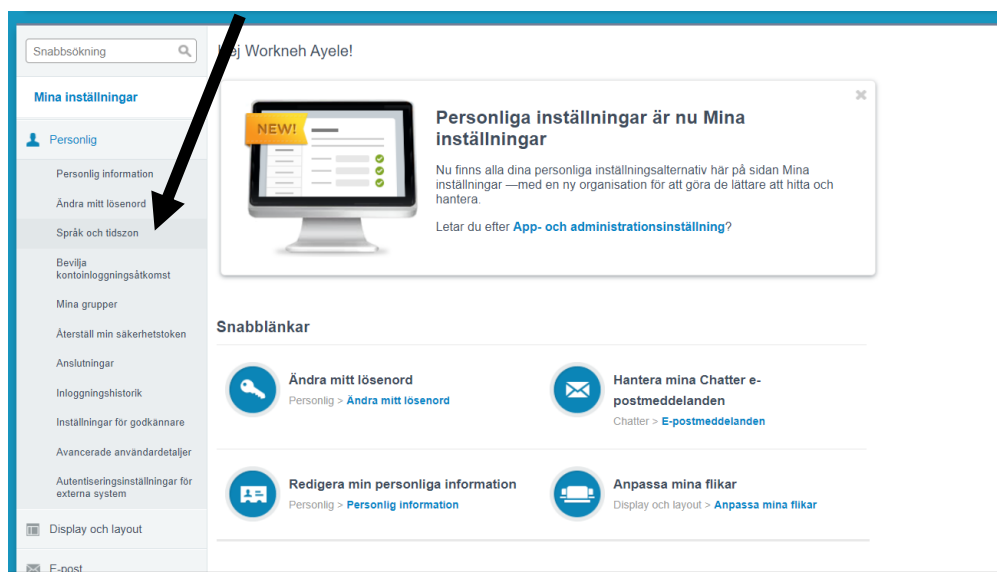 Snabbsökning
Hej Workneh Ayele!
Mina inställningar
Personlig
Personlig information
Ändra mitt lösenord
Språk och tidszon
Bevilja
kontoinloggningsåtkomst
Mina grupper
Återställ min säkerhetstoken
Anslutningar
Inloggningshistorik
Inställningar för godkännare
Avancerade användardetaljer
Autentiseringsinställningar för
externa system
Display och layout
E-post
NEW!
Personliga inställningar är nu Mina
inställningar
Nu finns alla dina personliga inställningsalternativ här på sidan Mina
inställningar —med en ny organisation för att göra de lättare att hitta och
hantera.
Letar du efter App- och administrationsinställning?
Snabblänkar
Ändra mitt lösenord
Personlig > Ändra mitt lösenord
Hantera mina Chatter e-
postmeddelanden
Chatter > E-postmeddelanden
Redigera min personliga information
Personlig > Personlig information
Anpassa mina flikar
Display och layout > Anpassa mina flikar